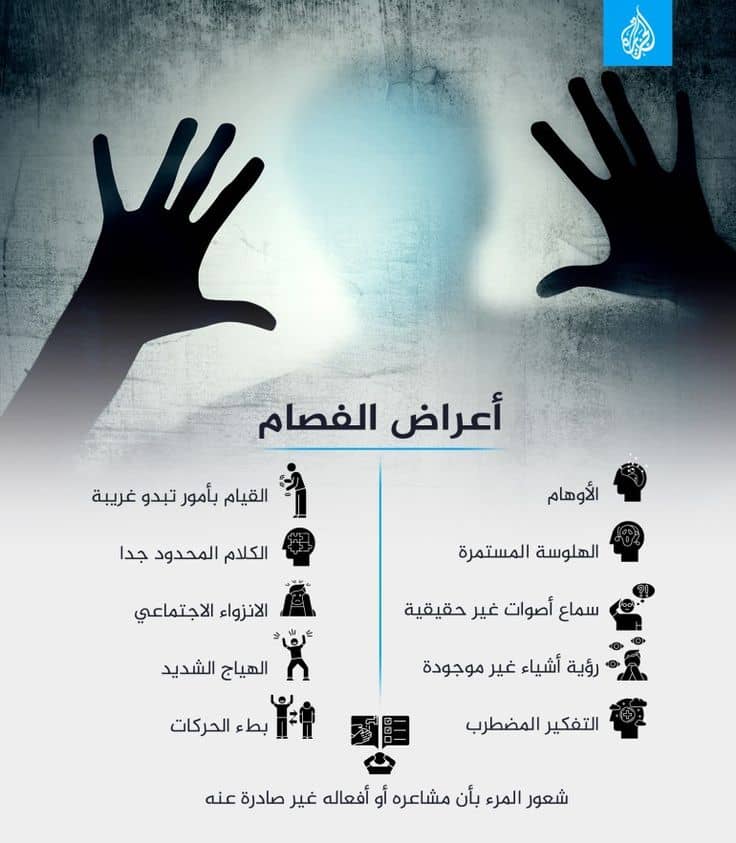 الجزيرة
أعراض الفصام
الأوهام
الهلوسة المستمرة
سماع أصوات غير حقيقية
?!
رؤية أشياء غير موجودة
التفكير المضطرب
القيام بأمور تبدو غريبة
الكلام المحدود جدا
الانزواء الاجتماعي
الهياج الشديد
بطء الحركات
شعور المرء بأن مشاعره أو أفعاله غير صادرة عنه